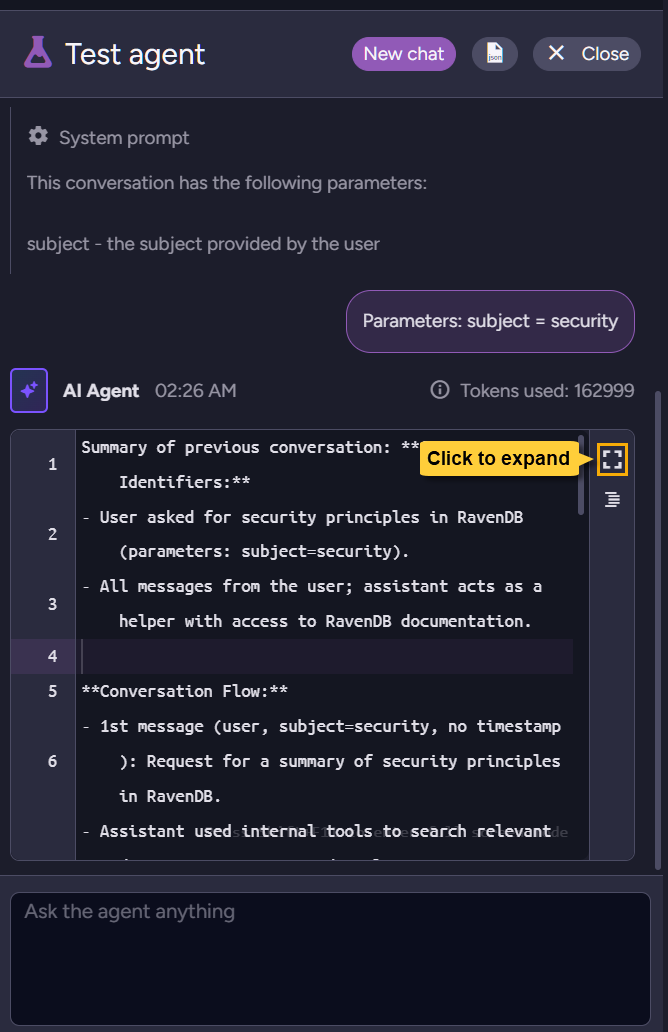 Test agent
New chat
json
Close
System prompt
This conversation has the following parameters:
subject - the subject provided by the user
Parameters: subject = security
AI Agent 02:26 AM
Tokens used: 162999
1 Summary of previous conversation: **
Identifiers:**
Click to expand
2 - User asked for security principles in RavenDB
(parameters: subject=security).
3 - All messages from the user; assistant acts as a
helper with access to RavenDB documentation.
4
5 **Conversation Flow:**
6 - 1st message (user, subject=security, no timestamp
): Request for a summary of security principles
in RavenDB.
- Assistant used internal tools to search relevant
Ask the agent anything